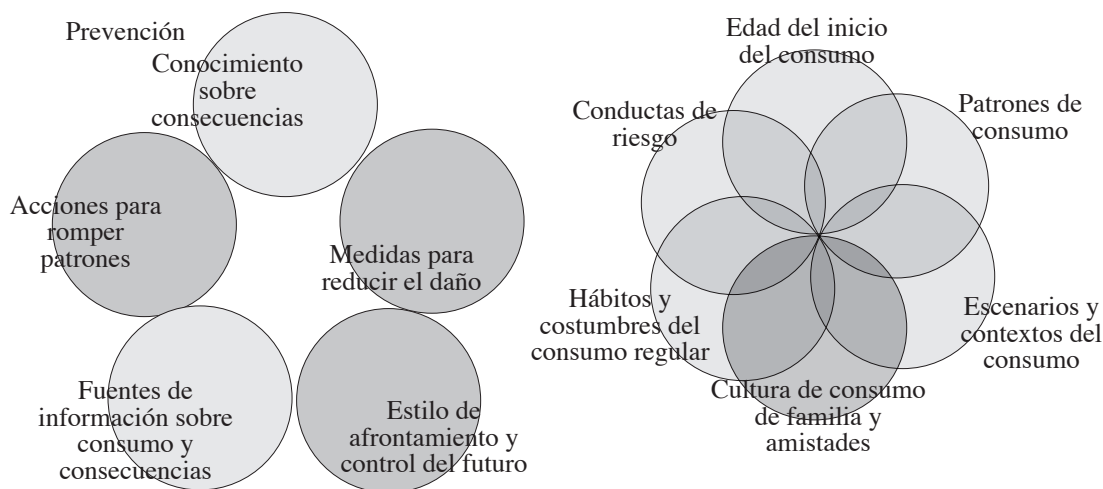 Prevención
Conocimiento
sobre
consecuencias
Acciones para
romper
patrones
Medidas para
reducir el daño
Fuentes de
información sobre
consumo y
consecuencias
Estilo de
afrontamiento y
control del futuro
Edad del inicio
del consumo
Conductas de
riesgo
Patrones de
consumo
Hábitos y
costumbres del
consumo regular
Escenarios y
contextos del
consumo
Cultura de consumo
de familia y
amistades